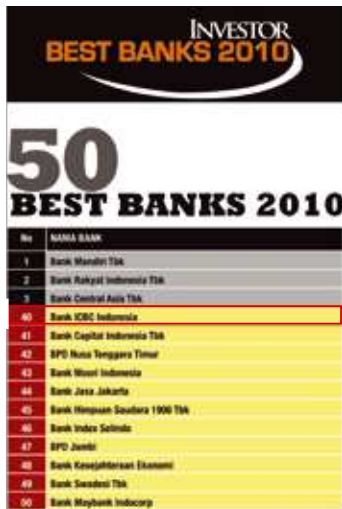 INVESTOR
BEST BANKS 2010
50
BEST BANKS 2010
No NAMA BANK
1 Bank Mandiri Tbk
2 Bank Rakyat Indonesia Tbk
3 Bank Central Asia Tbk
40 Bank ICBC Indonesia
41 Bank Capital Indonesia Tbk
42 BPD Nusa Tenggara Timur
43 Bank Woori Indonesia
44 Bank Jasa Jakarta
45 Bank Himpunan Saudara 1906 Tbk
46 Bank Index Selindo
47 BPD Jambi
48 Bank Kesejahteraan Ekonomi
49 Bank Swadesi Tbk
50 Bank Maybank Indocorp